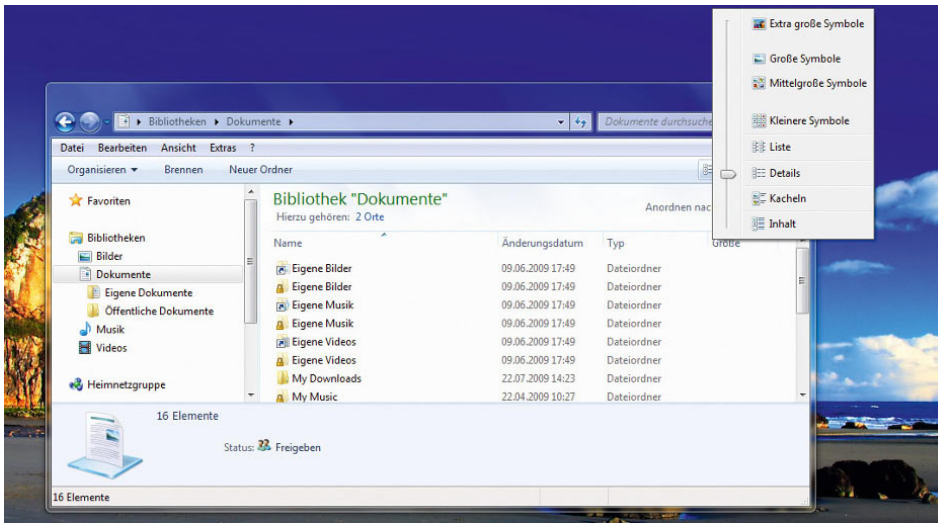 Extra große Symbole
Große Symbole
Mittelgroße Symbole
Kleinere Symbole
Liste
Details
Kacheln
Inhalt
Bibliotheken Dokumente
Dokumente durchsuche
Datei Bearbeiten Ansicht Extras ?
Organisieren Brennen Neuer Ordner
Favoriten
Bibliotheken
Bilder
Dokumente
Eigene Dokumente
Öffentliche Dokumente
Musik
Videos
Heimnetzgruppe
Bibliothek "Dokumente"
Hierzu gehören: 2 Orte
Anordnen nac
Name Änderungsdatum Typ Größe
Eigene Bilder 09.06.2009 17:49 Dateiordner
Eigene Bilder 09.06.2009 17:49 Dateiordner
Eigene Musik 09.06.2009 17:49 Dateiordner
Eigene Musik 09.06.2009 17:49 Dateiordner
Eigene Videos 09.06.2009 17:49 Dateiordner
Eigene Videos 09.06.2009 17:49 Dateiordner
My Downloads 22.07.2009 14:23 Dateiordner
My Music 22.04.2009 10:27 Dateiordner
16 Elemente
Status: Freigeben
16 Elemente